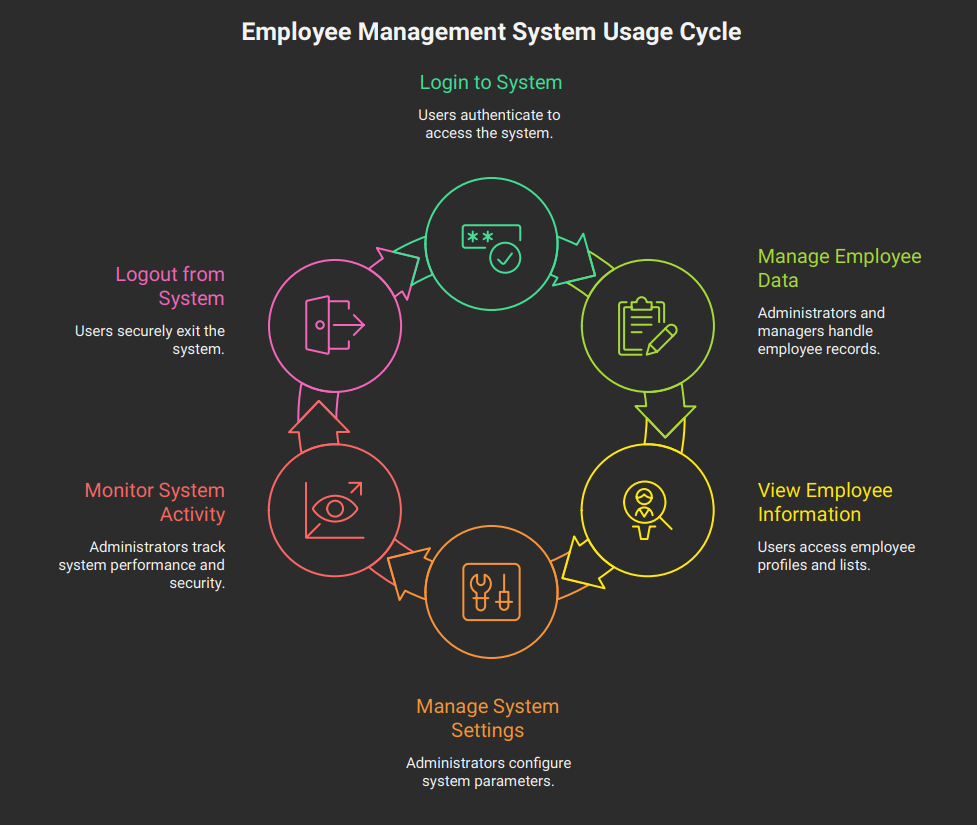 Employee Management System Usage Cycle
Login to System
Users authenticate to
access the system.
Manage Employee
Data
Administrators and
managers handle
employee records.
View Employee
Information
Users access employee
profiles and lists.
Manage System
Settings
Administrators configure
system parameters.
Monitor System
Activity
Administrators track
system performance and
security.
Logout from
System
Users securely exit the
system.